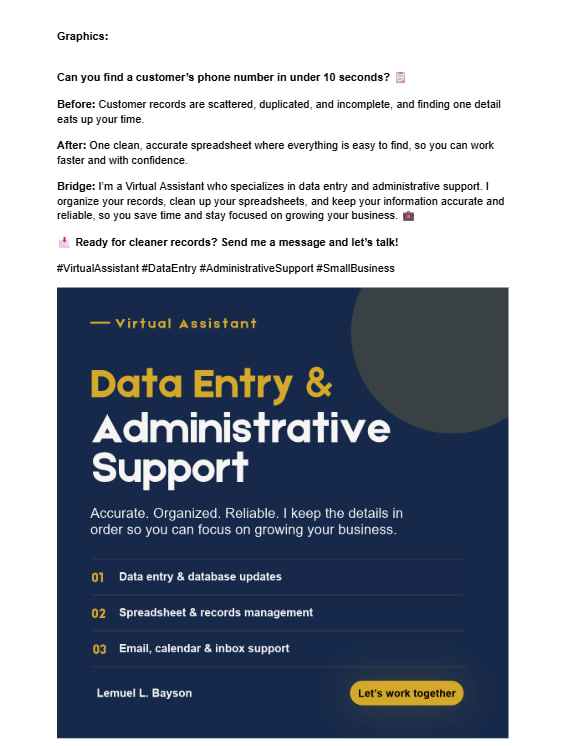 Graphics:
Can you find a customer's phone number in under 10 seconds? 📋
Before: Customer records are scattered, duplicated, and incomplete, and finding one detail
eats up your time.
After: One clean, accurate spreadsheet where everything is easy to find, so you can work
faster and with confidence.
Bridge: I'm a Virtual Assistant who specializes in data entry and administrative support. I
organize your records, clean up your spreadsheets, and keep your information accurate and
reliable, so you save time and stay focused on growing your business. 💼
📩 Ready for cleaner records? Send me a message and let's talk!
#VirtualAssistant #DataEntry #AdministrativeSupport #SmallBusiness
Virtual Assistant
Data Entry &
Administrative
Support
Accurate. Organized. Reliable. I keep the details in
order so you can focus on growing your business.
01 Data entry & database updates
02 Spreadsheet & records management
03 Email, calendar & inbox support
Lemuel L. Bayson
Let's work together